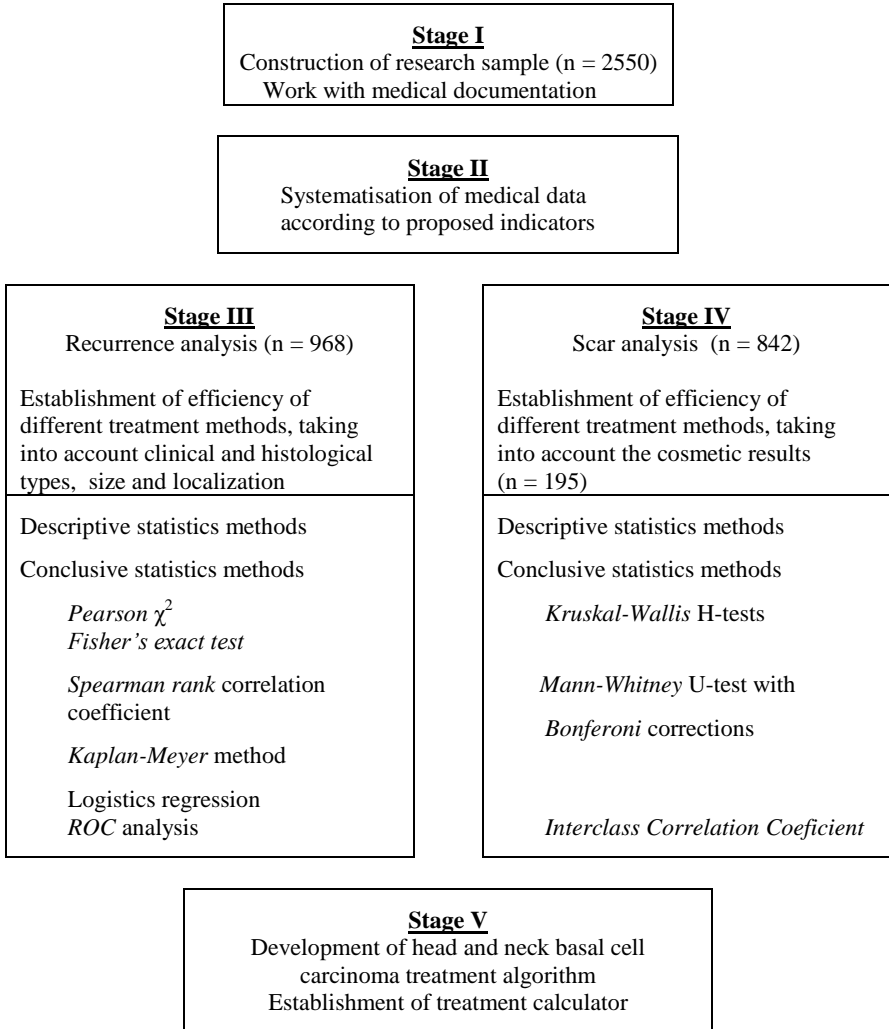 Stage I
Construction of research sample (n = 2550)
Work with medical documentation
Stage II
Systematisation of medical data
according to proposed indicators
Stage III
Recurrence analysis (n = 968)
Establishment of efficiency of
different treatment methods, taking
into account clinical and histological
types, size and localization
Descriptive statistics methods
Conclusive statistics methods
Pearson χ²
Fisher's exact test
Spearman rank correlation
coefficient
Kaplan-Meyer method
Logistics regression
ROC analysis
Stage IV
Scar analysis (n = 842)
Establishment of efficiency of
different treatment methods, taking
into account the cosmetic results
(n = 195)
Descriptive statistics methods
Conclusive statistics methods
Kruskal-Wallis H-tests
Mann-Whitney U-test with
Bonferoni corrections
Interclass Correlation Coeficient
Stage V
Development of head and neck basal cell
carcinoma treatment algorithm
Establishment of treatment calculator